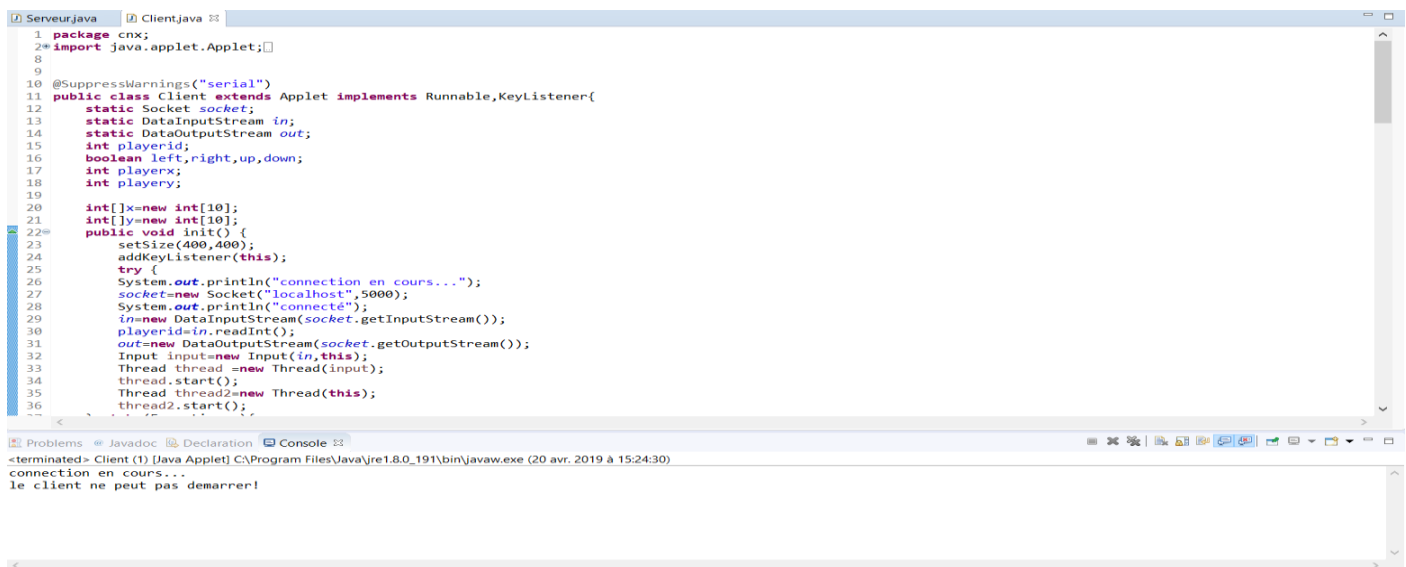 Serveur.java Client.java
1 package cnx;
2 import java.applet.Applet;
8
9
10 @SuppressWarnings("serial")
11 public class Client extends Applet implements Runnable,KeyListener{
12 static Socket socket;
13 static DataInputStream in;
14 static DataOutputStream out;
15 int playerid;
16 boolean left,right,up,down;
17 int playerx;
18 int playery;
19
20 int[]x=new int[10];
21 int[]y=new int[10];
22 public void init() {
23 setSize(400,400);
24 addKeyListener(this);
25 try {
26 System.out.println("connection en cours...");
27 socket=new Socket("localhost",5000);
28 System.out.println("connecté");
29 in=new DataInputStream(socket.getInputStream());
30 playerid=in.readInt();
31 out=new DataOutputStream(socket.getOutputStream());
32 Input input=new Input(in,this);
33 Thread thread =new Thread(input);
34 thread.start();
35 Thread thread2=new Thread(this);
36 thread2.start();
Problems Javadoc Declaration Console
<terminated> Client (1) [Java Applet] C:\Program Files\Java\jre1.8.0_191\bin\javaw.exe (20 avr. 2019 à 15:24:30)
connection en cours...
le client ne peut pas demarrer!